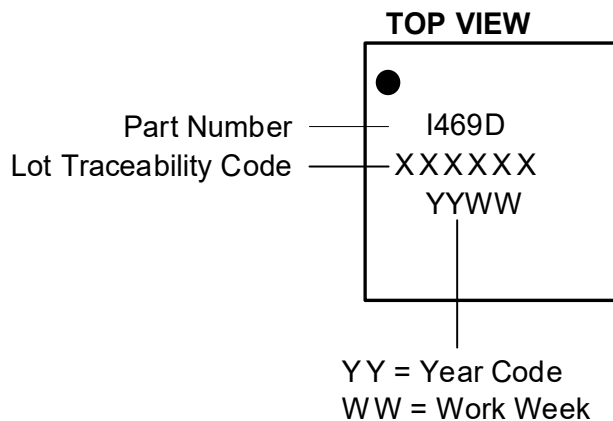 TOP VIEW
Part Number
I469D
Lot Traceability Code
XXXXXX
YYWW
YY = Year Code
WW = Work Week